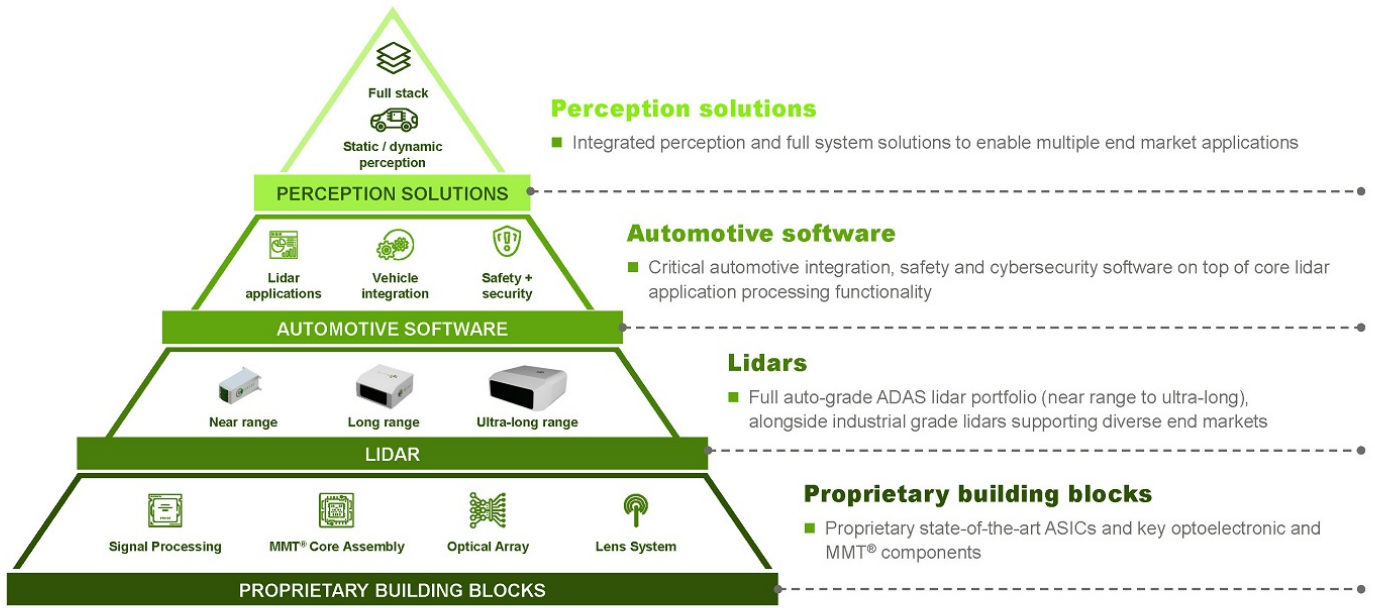 Full stack
Static / dynamic
perception
PERCEPTION SOLUTIONS
Perception solutions
Integrated perception and full system solutions to enable multiple end market applications
Lidar
applications
Vehicle
integration
Safety +
security
AUTOMOTIVE SOFTWARE
Automotive software
Critical automotive integration, safety and cybersecurity software on top of core lidar
application processing functionality
Near range
Long range
Ultra-long range
LIDAR
Lidars
Full auto-grade ADAS lidar portfolio (near range to ultra-long),
alongside industrial grade lidars supporting diverse end markets
Signal Processing
MMT® Core Assembly
Optical Array
Lens System
PROPRIETARY BUILDING BLOCKS
Proprietary building blocks
Proprietary state-of-the-art ASICs and key optoelectronic and
MMT® components